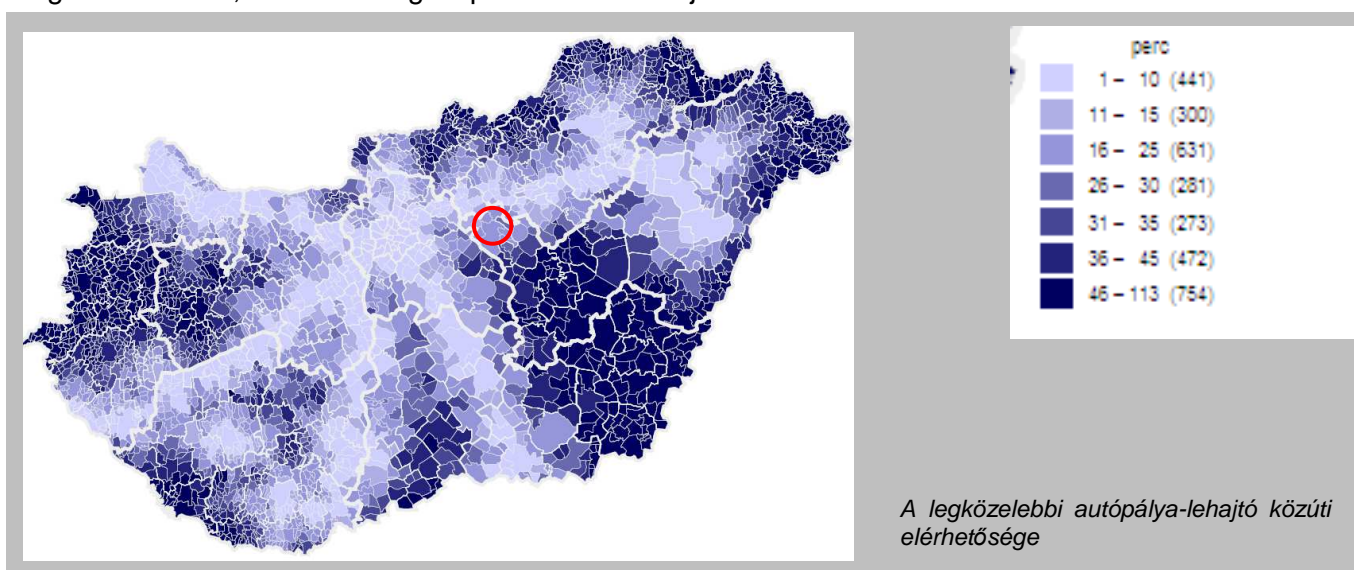 perc
1 – 10 (441)
11 – 15 (300)
16 – 25 (631)
26 – 30 (281)
31 – 35 (273)
36 – 45 (472)
46 – 113 (754)
A legközelebbi autópálya-lehajtó közúti
elérhetősége